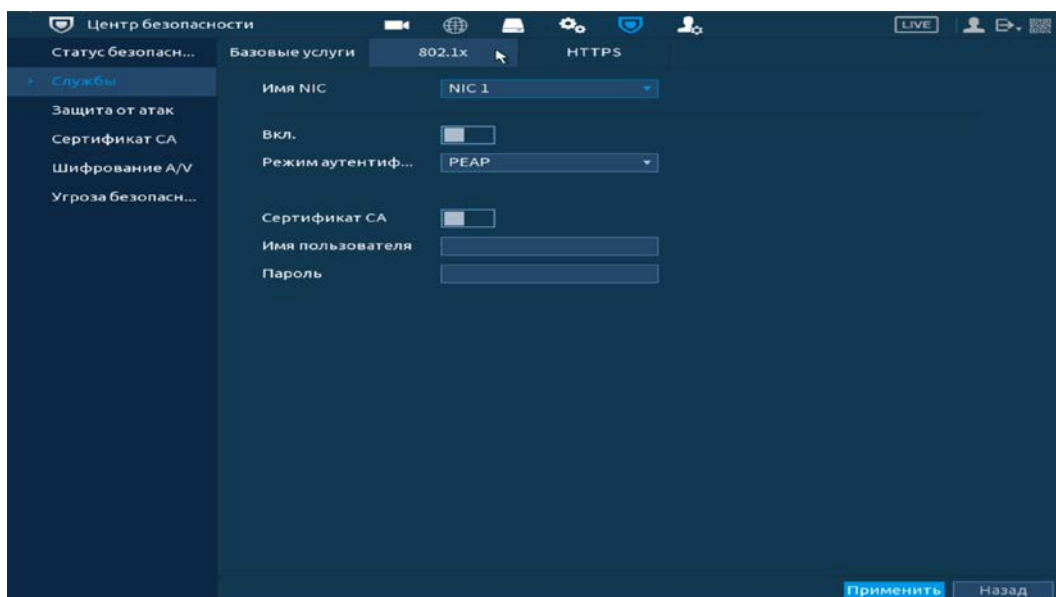 Центр безопасности
LIVE
Статус безопасн...
Службы
Защита от атак
Сертификат CA
Шифрование A/V
Угроза безопасн...
Базовые услуги
802.1x
HTTPS
Имя NIC
NIC 1
Вкл.
Режим аутентиф...
PEAP
Сертификат CA
Имя пользователя
Пароль
Применить
Назад